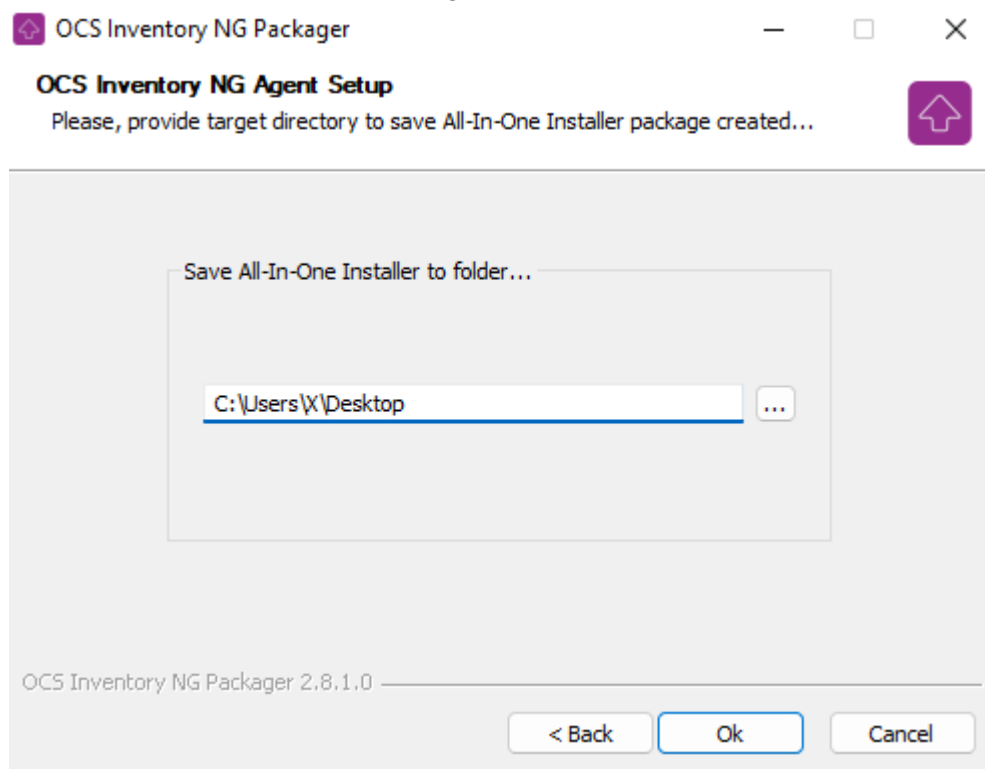 OCS Inventory NG Packager
OCS Inventory NG Agent Setup
Please, provide target directory to save All-In-One Installer package created...
Save All-In-One Installer to folder...
C:\Users\X\Desktop
...
OCS Inventory NG Packager 2.8.1.0
< Back
Ok
Cancel